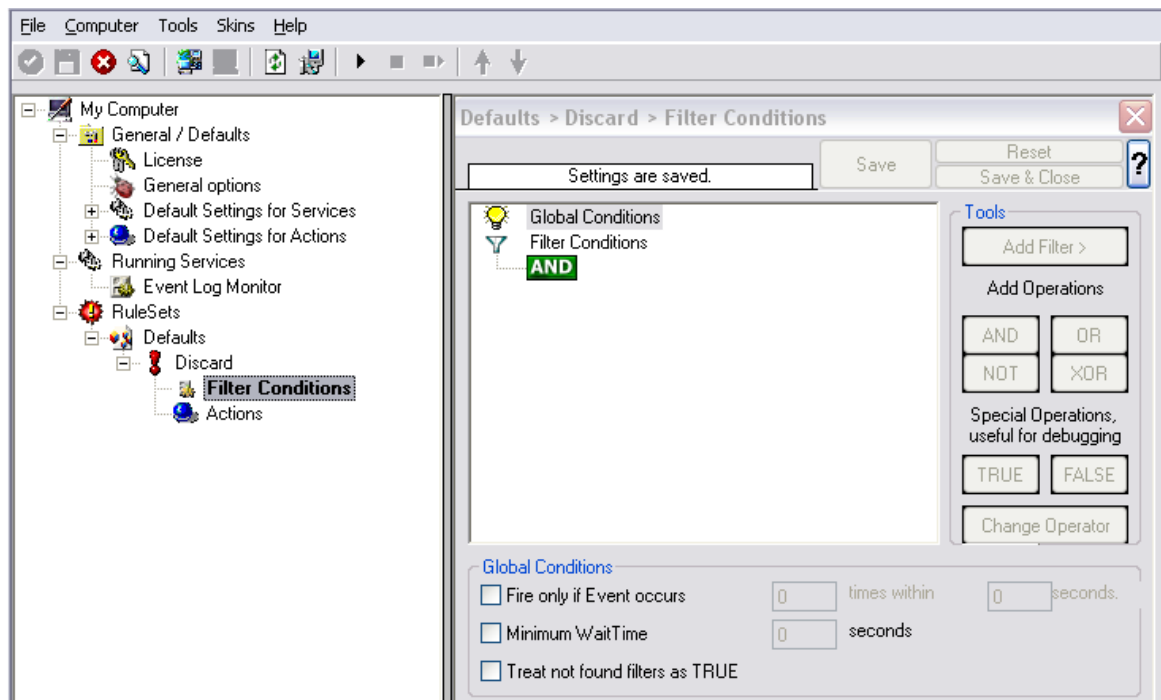 File Computer Tools Skins Help
My Computer
General / Defaults
License
General options
Default Settings for Services
Default Settings for Actions
Running Services
Event Log Monitor
RuleSets
Defaults
Discard
Filter Conditions
Actions
Defaults > Discard > Filter Conditions
Settings are saved.
Save
Reset
Save & Close
?
Global Conditions
Filter Conditions
AND
Tools
Add Filter >
Add Operations
AND OR
NOT XOR
Special Operations,
useful for debugging
TRUE FALSE
Change Operator
Global Conditions
Fire only if Event occurs 0 times within 0 seconds.
Minimum WaitTime 0 seconds
Treat not found filters as TRUE